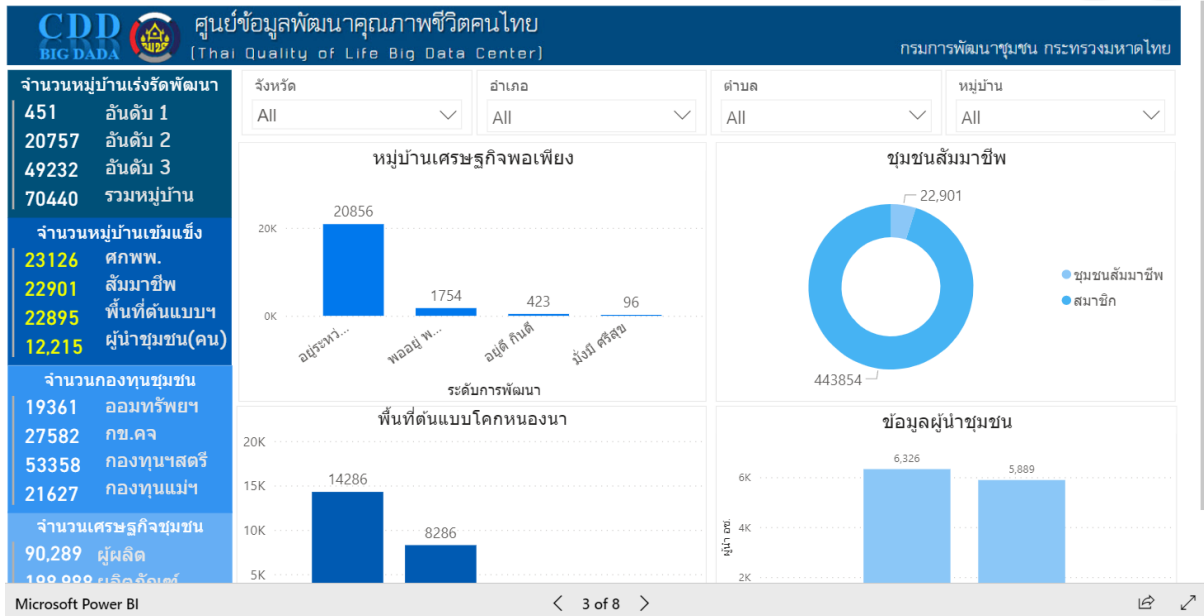 CDD
BIG DADA
ศูนย์ข้อมูลพัฒนาคุณภาพชีวิตคนไทย
(Thai Quality of Life Big Data Center)
กรมการพัฒนาชุมชน กระทรวงมหาดไทย
จำนวนหมู่บ้านเร่งรัดพัฒนา
451 อันดับ 1
20757 อันดับ 2
49232 อันดับ 3
70440 รวมหมู่บ้าน
จำนวนหมู่บ้านเข้มแข็ง
23126 ศกพพ.
22901 สัมมาชีพ
22895 พื้นที่ต้นแบบฯ
12,215 ผู้นำชุมชน(คน)
จำนวนกองทุนชุมชน
19361 ออมทรัพยฯ
27582 กข.คจ
53358 กองทุนฯสตรี
21627 กองทุนแม่ฯ
จำนวนเศรษฐกิจชุมชน
90,289 ผู้ผลิต
จังหวัด
All
อำเภอ
All
ตำบล
All
หมู่บ้าน
All
หมู่บ้านเศรษฐกิจพอเพียง
20K
0K
20856
1754
423
96
อยู่ระหว่า...
พออยู่ พ...
อยู่ดี กินดี
มั่งมี ศรีสุข
ระดับการพัฒนา
ชุมชนสัมมาชีพ
22,901
443854
ชุมชนสัมมาชีพ
สมาชิก
พื้นที่ต้นแบบโคกหนองนา
20K
15K
10K
5K
14286
8286
ข้อมูลผู้นำชุมชน
6,326
5,889
6K
4K
2K
ผู้นำ อช.
Microsoft Power BI
3 of 8